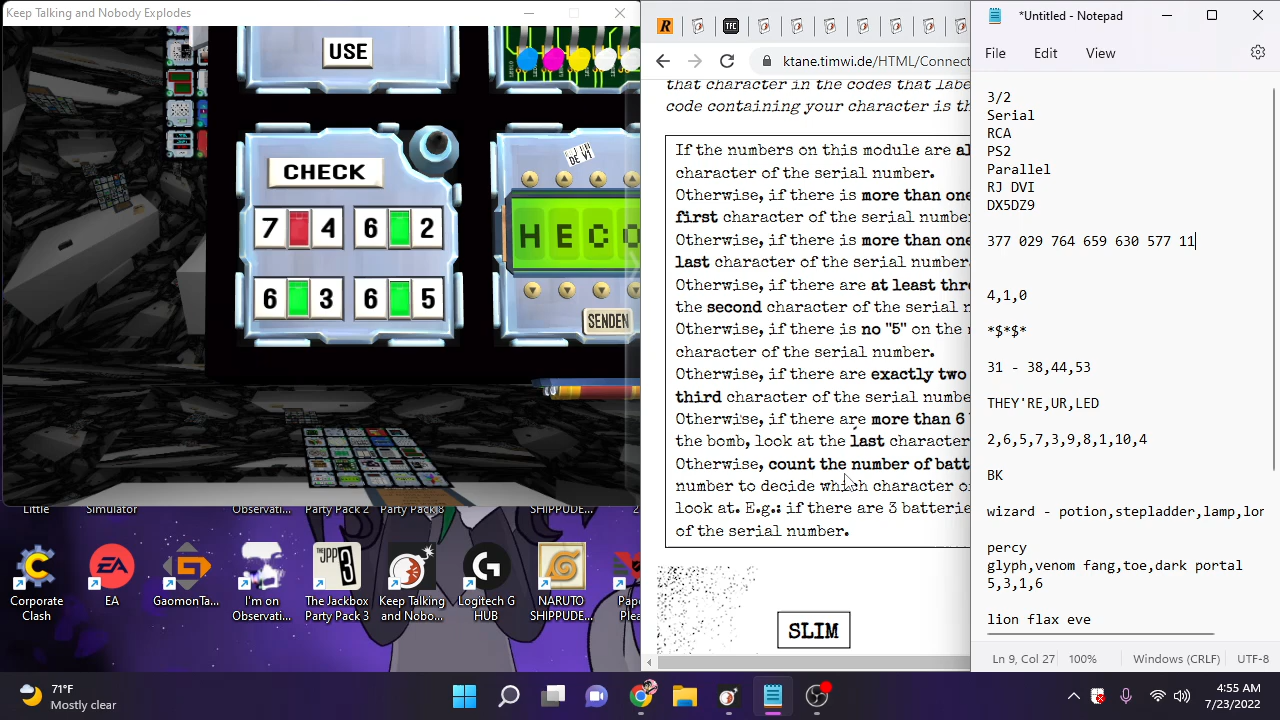 Keep Talking and Nobody Explodes
USE
CHECK
7 4 6 2
6 3 6 5
H E C O
SENDEN
Little
Simulator
Observati...
Party Pack 2
Party Pack 8
SHIPPUDE...
Corporate
Clash
EA
GaomonTa...
I'm on
Observati...
The Jackbox
Party Pack 3
Keep Talking
and Nobo...
Logitech G
HUB
NARUTO
SHIPPUDE...
ktane.timwi.de/HTML/Connec
that character in the code that label
code containing your character is th
If the numbers on this module are al
character of the serial number.
Otherwise, if there is more than one
first character of the serial number
Otherwise, if there is more than one
last character of the serial number.
Otherwise, if there are at least thre
the second character of the serial n
Otherwise, if there is no "5" on the
character of the serial number.
Otherwise, if there are exactly two
third character of the serial numbe
Otherwise, if there are more than 6
the bomb, look at the last character
Otherwise, count the number of batt
number to decide which character o
look at. E.g.: if there are 3 batterie
of the serial number.
SLIM
*Untitled - Notepad
File Edit View
3/2
Serial
RCA
PS2
Parallel
RJ DVI
DX5DZ9
377 029 764 659 630 577 11
4,1,0
*$*$*
31 - 38,44,53
THEY'RE,UR,LED
2,6,5,7,3,9,8,1,10,4
BK
wizard - potion,stepladder,lamp,lor
percy
glyph,venom fang,toe,dark portal
5,3,1,6
lion flax eve
Ln 9, Col 27 100% Windows (CRLF) UTF-8
71°F
Mostly clear
4:55 AM
7/23/2022